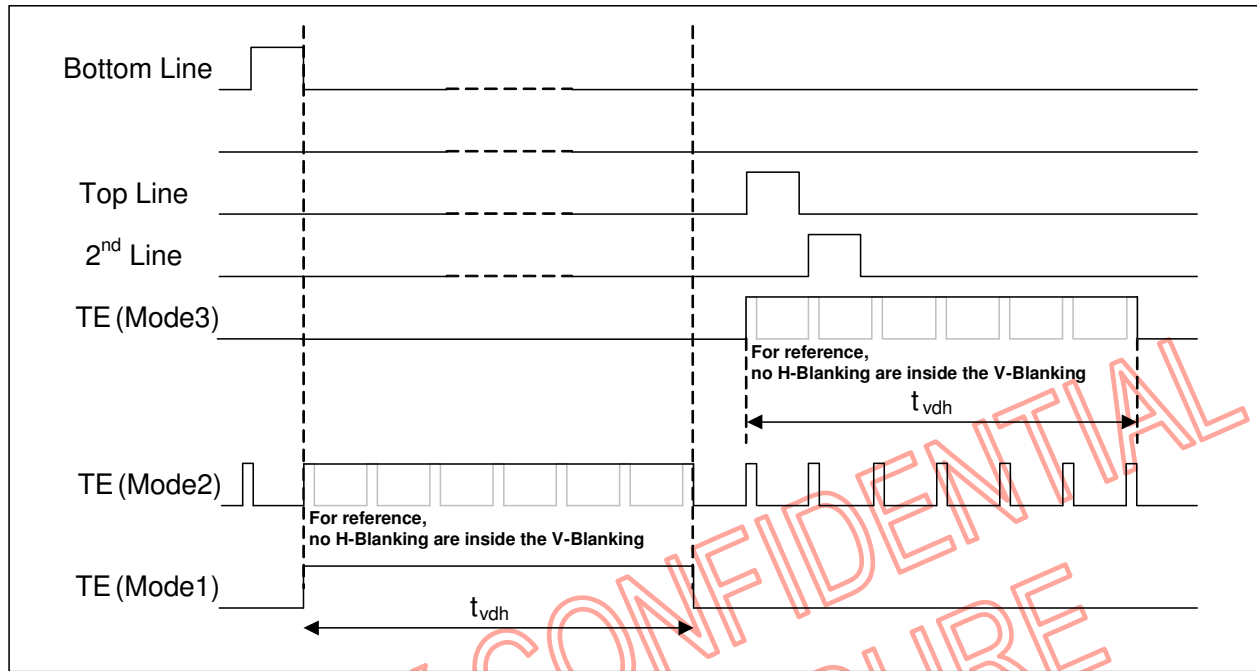 Bottom Line
Top Line
2nd Line
TE (Mode3)
For reference,
no H-Blanking are inside the V-Blanking
tvdh
TE (Mode2)
For reference,
no H-Blanking are inside the V-Blanking
TE (Mode1)
tvdh
CONFIDENTIAL